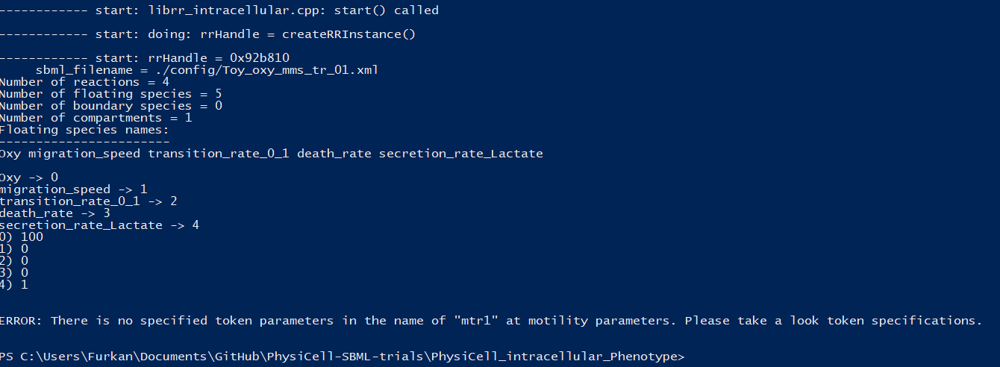 ------------ start: librr_intracellular.cpp: start() called
------------ start: doing: rrHandle = createRRInstance()
------------ start: rrHandle = 0x92b810
sbml_filename = ./config/Toy_oxy_mms_tr_01.xml
Number of reactions = 4
Number of floating species = 5
Number of boundary species = 0
Number of compartments = 1
Floating species names:
-----------------------
Oxy migration_speed transition_rate_0_1 death_rate secretion_rate_Lactate
Oxy -> 0
migration_speed -> 1
transition_rate_0_1 -> 2
death_rate -> 3
secretion_rate_Lactate -> 4
0) 100
1) 0
2) 0
3) 0
4) 1
ERROR: There is no specified token parameters in the name of "mtr1" at motility parameters. Please take a look token specifications.
PS C:\Users\Furkan\Documents\GitHub\PhysiCell-SBML-trials\PhysiCell_intracellular_Phenotype>